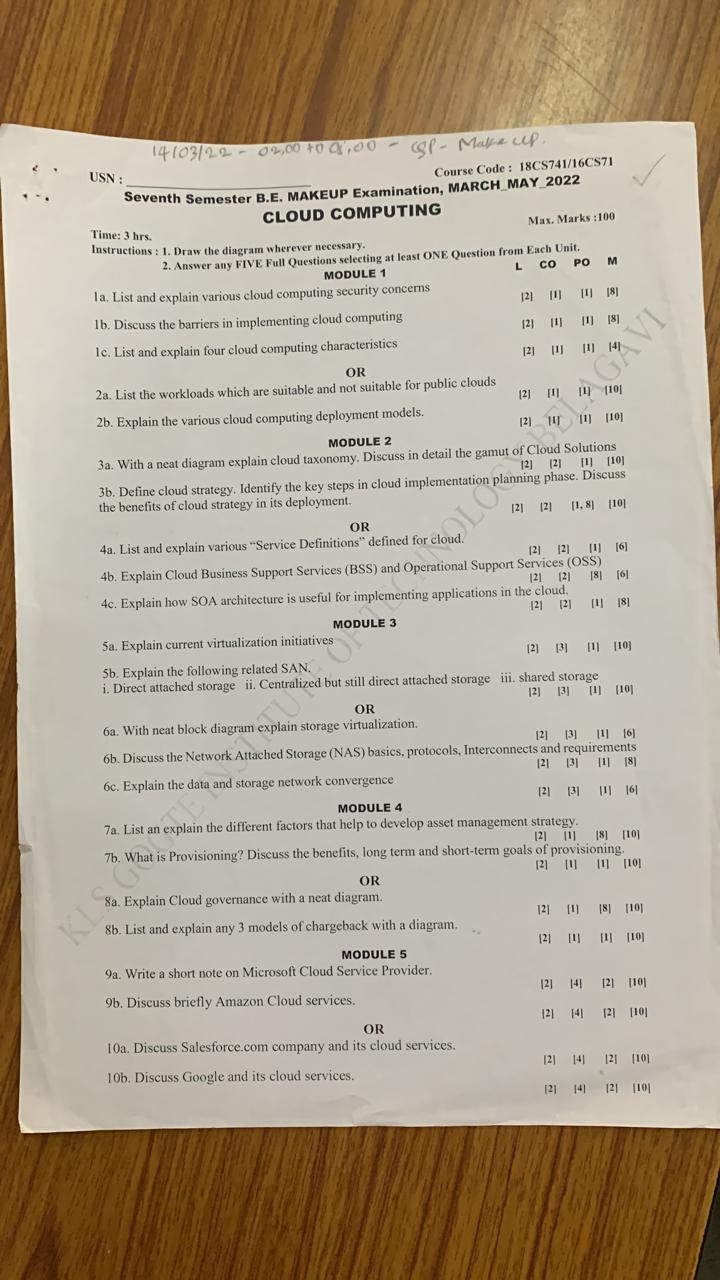 14/03/22 - 02,00 to 05,00 - - Makeup.
USN :
Course Code : 18CS741/16CS71
Seventh Semester B.E. MAKEUP Examination, MARCH_MAY_2022
CLOUD COMPUTING
Time: 3 hrs. Max. Marks :100
Instructions : 1. Draw the diagram wherever necessary.
2. Answer any FIVE Full Questions selecting at least ONE Question from Each Unit.
MODULE 1 L CO PO M
1a. List and explain various cloud computing security concerns [2] [1] [1] [8]
1b. Discuss the barriers in implementing cloud computing [2] [1] [1] [8]
1c. List and explain four cloud computing characteristics [2] [1] [1] [4]
OR
2a. List the workloads which are suitable and not suitable for public clouds [2] [1] [1] [10]
2b. Explain the various cloud computing deployment models. [2] [1] [1] [10]
MODULE 2
3a. With a neat diagram explain cloud taxonomy. Discuss in detail the gamut of Cloud Solutions
[2] [2] [1] [10]
3b. Define cloud strategy. Identify the key steps in cloud implementation planning phase. Discuss
the benefits of cloud strategy in its deployment. [2] [2] [1, 8] [10]
OR
4a. List and explain various “Service Definitions” defined for cloud.
[2] [2] [1] [6]
4b. Explain Cloud Business Support Services (BSS) and Operational Support Services (OSS)
[2] [2] [8] [6]
4c. Explain how SOA architecture is useful for implementing applications in the cloud.
[2] [2] [1] [8]
MODULE 3
5a. Explain current virtualization initiatives [2] [3] [1] [10]
5b. Explain the following related SAN.
i. Direct attached storage ii. Centralized but still direct attached storage iii. shared storage
[2] [3] [1] [10]
OR
6a. With neat block diagram explain storage virtualization.
[2] [3] [1] [6]
6b. Discuss the Network Attached Storage (NAS) basics, protocols, Interconnects and requirements
[2] [3] [1] [8]
6c. Explain the data and storage network convergence [2] [3] [1] [6]
MODULE 4
7a. List an explain the different factors that help to develop asset management strategy.
[2] [1] [8] [10]
7b. What is Provisioning? Discuss the benefits, long term and short-term goals of provisioning.
[2] [1] [1] [10]
OR
8a. Explain Cloud governance with a neat diagram. [2] [1] [8] [10]
8b. List and explain any 3 models of chargeback with a diagram. [2] [1] [1] [10]
MODULE 5
9a. Write a short note on Microsoft Cloud Service Provider. [2] [4] [2] [10]
9b. Discuss briefly Amazon Cloud services. [2] [4] [2] [10]
OR
10a. Discuss Salesforce.com company and its cloud services. [2] [4] [2] [10]
10b. Discuss Google and its cloud services. [2] [4] [2] [10]
KLS GOGTE INSTITUTE OF TECHNOLOGY, BELAGAVI